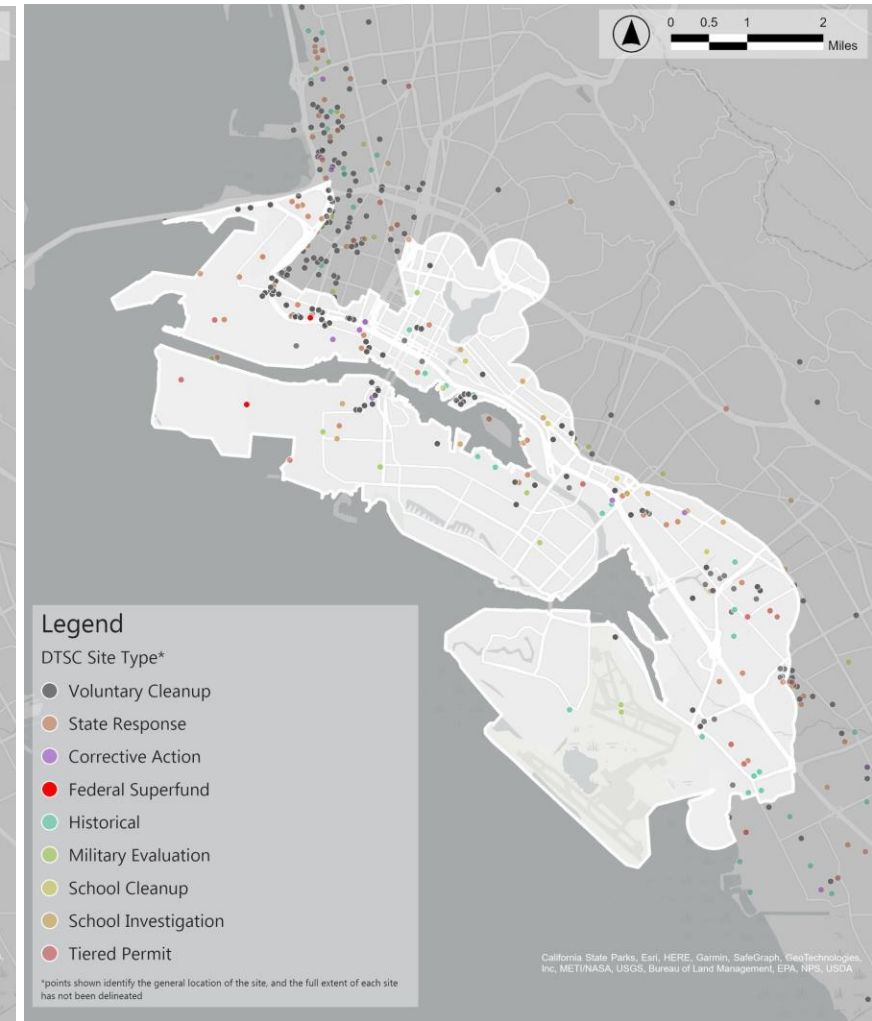 0 0.5 1 2
Miles
Legend
DTSC Site Type*
Voluntary Cleanup
State Response
Corrective Action
Federal Superfund
Historical
Military Evaluation
School Cleanup
School Investigation
Tiered Permit
*points shown identify the general location of the site, and the full extent of each site
has not been delineated
California State Parks, Esri, HERE, Garmin, SafeGraph, GeoTechnologies,
Inc, METI/NASA, USGS, Bureau of Land Management, EPA, NPS, USDA